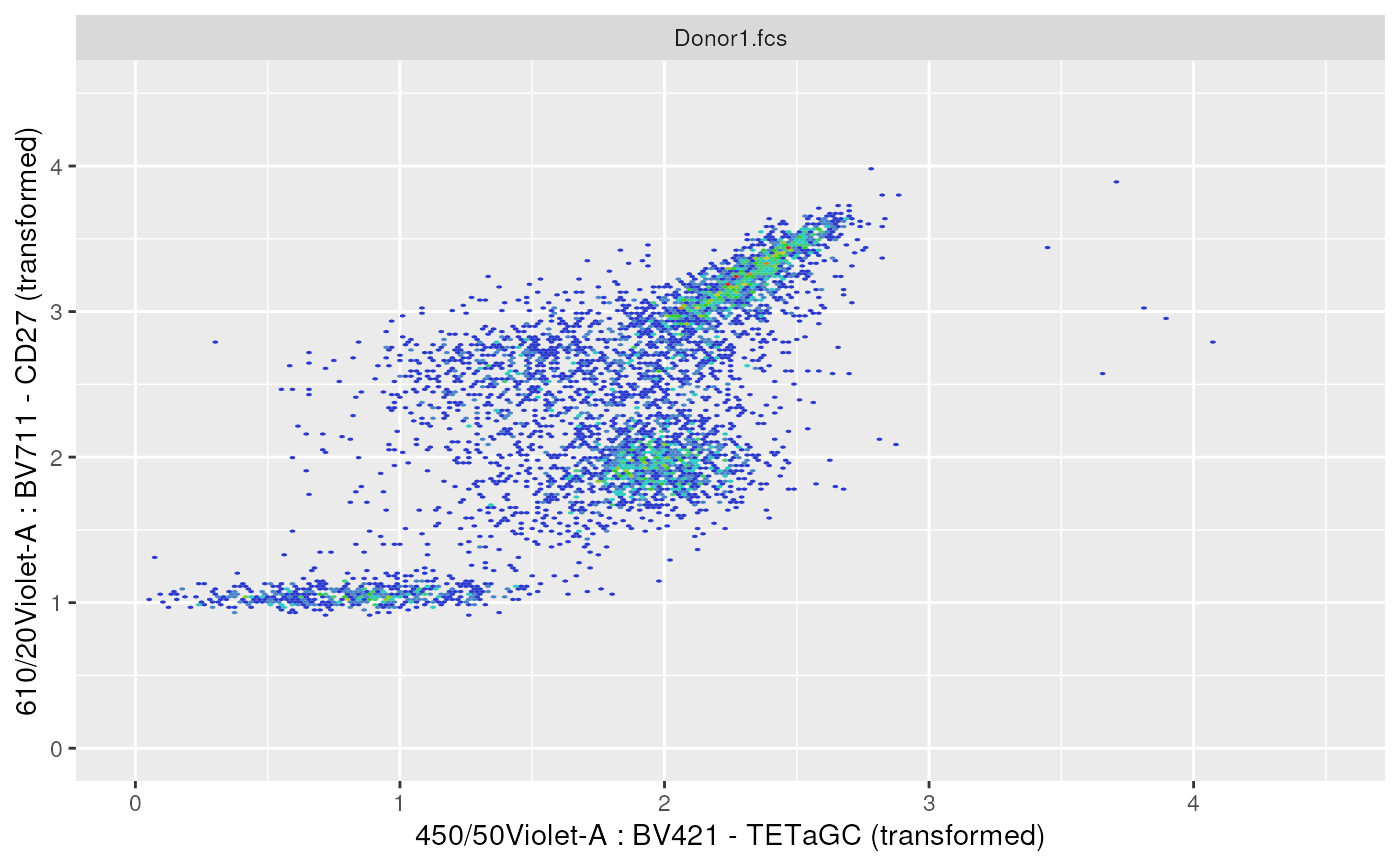 Donor1.fcs
610/20Violet-A : BV711 - CD27 (transformed)
4
3
2
1
0
0 1 2 3 4
450/50Violet-A : BV421 - TETaGC (transformed)